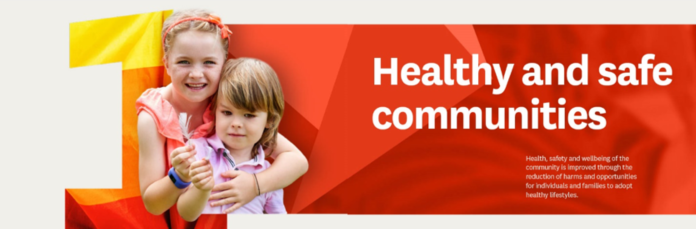 1
Healthy and safe
communities
Health, safety and wellbeing of the
community is improved through the
reduction of harms and opportunities
for individuals and families to adopt
healthy lifestyles.